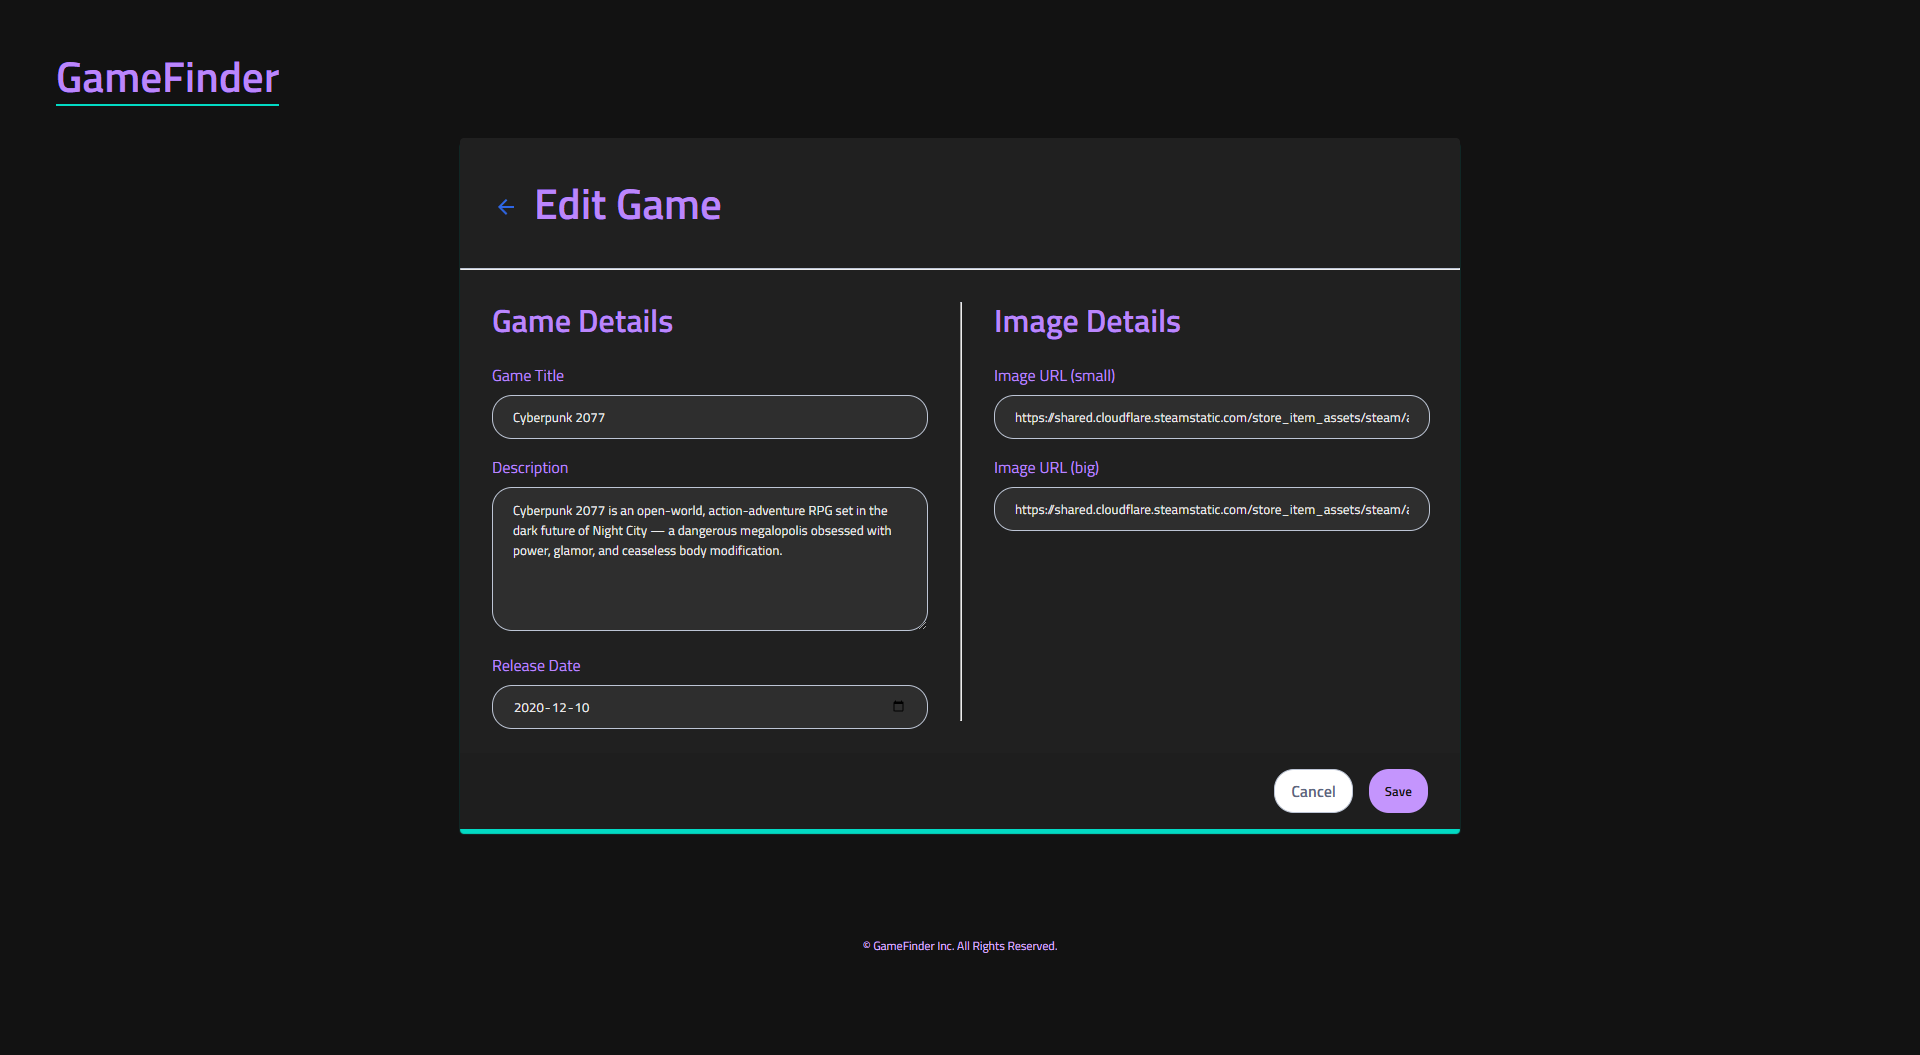 GameFinder
Edit Game
Game Details
Game Title
Cyberpunk 2077
Description
Cyberpunk 2077 is an open-world, action-adventure RPG set in the
dark future of Night City — a dangerous megalopolis obsessed with
power, glamor, and ceaseless body modification.
Release Date
2020-12-10
Image Details
Image URL (small)
https://shared.cloudflare.steamstatic.com/store_item_assets/steam/
Image URL (big)
https://shared.cloudflare.steamstatic.com/store_item_assets/steam/
Cancel
Save
© GameFinder Inc. All Rights Reserved.